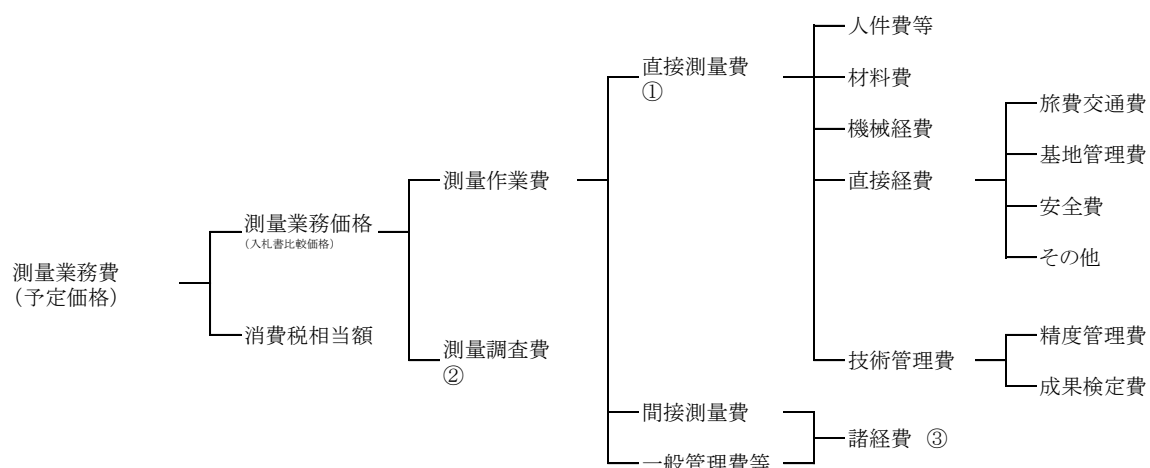 測量業務費
（予定価格）
測量業務価格
（入札書比較価格）
消費税相当額
測量作業費
測量調査費
②
直接測量費
①
間接測量費
一般管理費等
人件費等
材料費
機械経費
直接経費
技術管理費
諸経費 ③
旅費交通費
基地管理費
安全費
その他
精度管理費
成果検定費